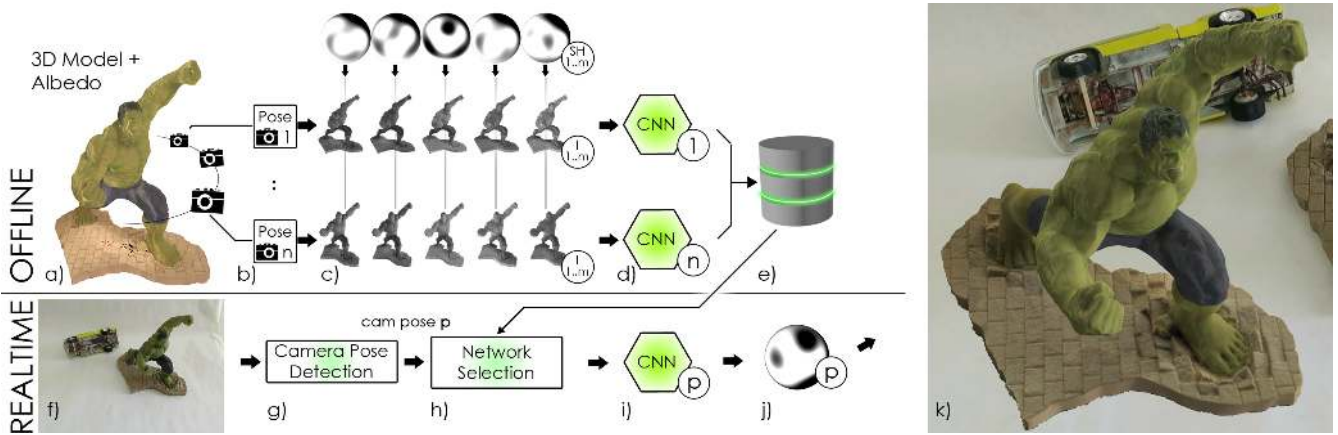 3D Model +
Albedo
SH
1..m
Pose
1
I
1..m
CNN
1
:
Pose
n
I
1..m
CNN
n
OFFLINE
a)
b)
c)
d)
e)
cam pose p
Camera Pose
Detection
Network
Selection
CNN
p
p
REALTIME
f)
g)
h)
i)
j)
k)